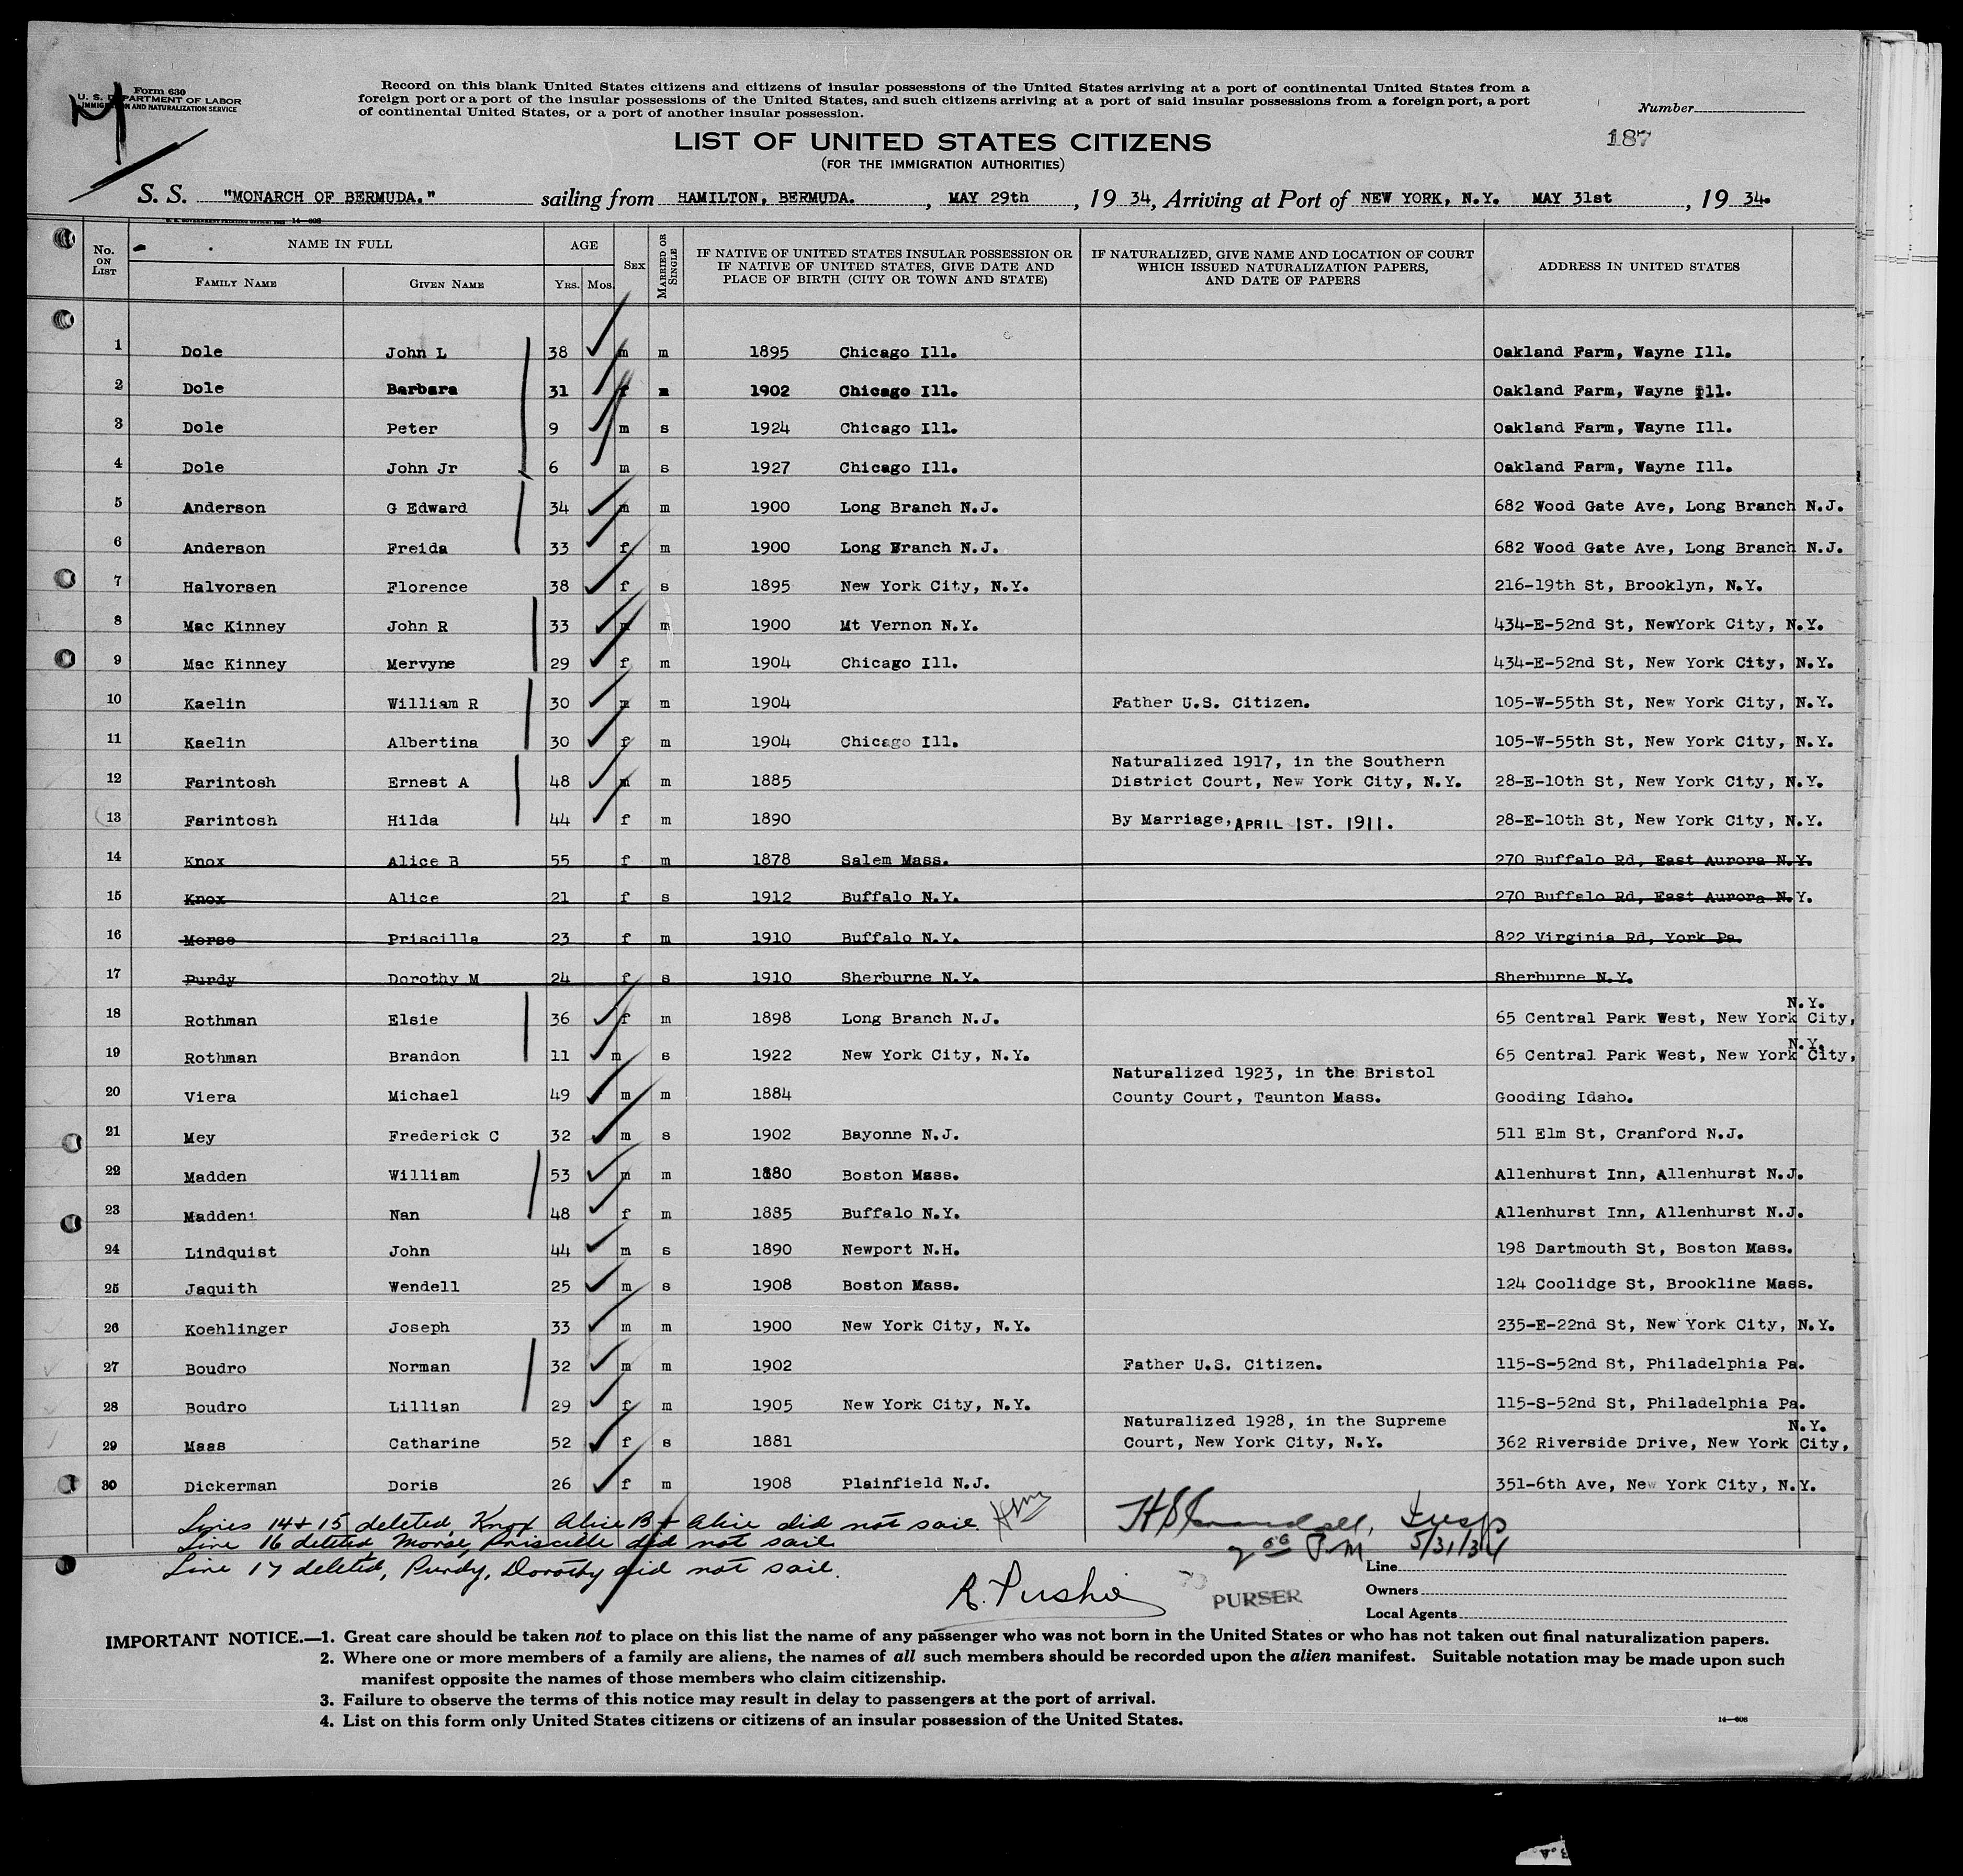 Form 630
U. S. DEPARTMENT OF LABOR
IMMIGRATION AND NATURALIZATION SERVICE
Record on this blank United States citizens and citizens of insular possessions of the United States arriving at a port of continental United States from a
foreign port or a port of the insular possessions of the United States, and such citizens arriving at a port of said insular possessions from a foreign port, a port
of continental United States, or a port of another insular possession.
Number
187
LIST OF UNITED STATES CITIZENS
(FOR THE IMMIGRATION AUTHORITIES)
S. S. "MONARCH OF BERMUDA." sailing from HAMILTON, BERMUDA. , MAY 29th , 19 34, Arriving at Port of NEW YORK, N.Y. MAY 31st , 19 34.
No. ON LIST NAME IN FULL AGE SEX MARRIED OR SINGLE IF NATIVE OF UNITED STATES INSULAR POSSESSION OR IF NATIVE OF UNITED STATES, GIVE DATE AND PLACE OF BIRTH (CITY OR TOWN AND STATE) IF NATURALIZED, GIVE NAME AND LOCATION OF COURT WHICH ISSUED NATURALIZATION PAPERS, AND DATE OF PAPERS ADDRESS IN UNITED STATES
FAMILY NAME GIVEN NAME YRS. MOS.
1 Dole John L 38 m m 1895 Chicago Ill. Oakland Farm, Wayne Ill.
2 Dole Barbara 31 f m 1902 Chicago Ill. Oakland Farm, Wayne Ill.
3 Dole Peter 9 m s 1924 Chicago Ill. Oakland Farm, Wayne Ill.
4 Dole John Jr 6 m s 1927 Chicago Ill. Oakland Farm, Wayne Ill.
5 Anderson G Edward 34 m m 1900 Long Branch N.J. 682 Wood Gate Ave, Long Branch N.J.
6 Anderson Freida 33 f m 1900 Long Branch N.J. 682 Wood Gate Ave, Long Branch N.J.
7 Halvorsen Florence 38 f s 1895 New York City, N.Y. 216-19th St, Brooklyn, N.Y.
8 Mac Kinney John R 33 m m 1900 Mt Vernon N.Y. 434-E-52nd St, NewYork City, N.Y.
9 Mac Kinney Mervyne 29 f m 1904 Chicago Ill. 434-E-52nd St, New York City, N.Y.
10 Kaelin William R 30 m m 1904 Father U.S. Citizen. 105-W-55th St, New York City, N.Y.
11 Kaelin Albertina 30 f m 1904 Chicago Ill. 105-W-55th St, New York City, N.Y.
Naturalized 1917, in the Southern
12 Farintosh Ernest A 48 m m 1885 District Court, New York City, N.Y. 28-E-10th St, New York City, N.Y.
13 Farintosh Hilda 44 f m 1890 By Marriage, APRIL 1ST. 1911. 28-E-10th St, New York City, N.Y.
14 Knox Alice B 55 f m 1878 Salem Mass. 270 Buffalo Rd, East Aurora N.Y.
15 Knox Alice 21 f s 1912 Buffalo N.Y. 270 Buffalo Rd, East Aurora N.Y.
16 Morse Priscilla 23 f m 1910 Buffalo N.Y. 822 Virginia Rd, York Pa.
17 Purdy Dorothy M 24 f s 1910 Sherburne N.Y. Sherburne N.Y.
N.Y.
18 Rothman Elsie 36 f m 1898 Long Branch N.J. 65 Central Park West, New York City,
N.Y.
19 Rothman Brandon 11 m s 1922 New York City, N.Y. 65 Central Park West, New York City,
Naturalized 1923, in the Bristol
20 Viera Michael 49 m m 1884 County Court, Taunton Mass. Gooding Idaho.
21 Mey Frederick C 32 m s 1902 Bayonne N.J. 511 Elm St, Cranford N.J.
22 Madden William 53 m m 1880 Boston Mass. Allenhurst Inn, Allenhurst N.J.
23 Madden Nan 48 f m 1885 Buffalo N.Y. Allenhurst Inn, Allenhurst N.J.
24 Lindquist John 44 m s 1890 Newport N.H. 198 Dartmouth St, Boston Mass.
25 Jaquith Wendell 25 m s 1908 Boston Mass. 124 Coolidge St, Brookline Mass.
26 Koehlinger Joseph 33 m m 1900 New York City, N.Y. 235-E-22nd St, New York City, N.Y.
27 Boudro Norman 32 m m 1902 Father U.S. Citizen. 115-S-52nd St, Philadelphia Pa.
28 Boudro Lillian 29 f m 1905 New York City, N.Y. 115-S-52nd St, Philadelphia Pa.
Naturalized 1928, in the Supreme N.Y.
29 Maas Catharine 52 f s 1881 Court, New York City, N.Y. 362 Riverside Drive, New York City,
30 Dickerman Doris 26 f m 1908 Plainfield N.J. 351-6th Ave, New York City, N.Y.
Lines 14 + 15 deleted, Knox Alice B + Alice did not sail.
Line 16 deleted Morse, Priscilla did not sail
Line 17 deleted, Purdy, Dorothy did not sail.
Insp
2 00 P.M 5/31/34
R. Pushie
PURSER
Line
Owners
Local Agents
IMPORTANT NOTICE.—1. Great care should be taken not to place on this list the name of any passenger who was not born in the United States or who has not taken out final naturalization papers.
2. Where one or more members of a family are aliens, the names of all such members should be recorded upon the alien manifest. Suitable notation may be made upon such
manifest opposite the names of those members who claim citizenship.
3. Failure to observe the terms of this notice may result in delay to passengers at the port of arrival.
4. List on this form only United States citizens or citizens of an insular possession of the United States.
14—608